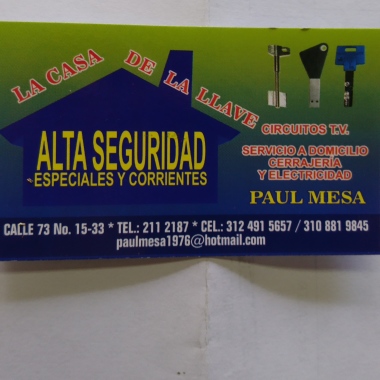 LA CASA DE LA LLAVE
ALTA SEGURIDAD
ESPECIALES Y CORRIENTES
CIRCUITOS T.V.
SERVICIO A DOMICILIO
CERRAJERIA
Y ELECTRICIDAD
PAUL MESA
CALLE 73 No. 15-33 * TEL.: 211 2187 * CEL.: 312 491 5657 / 310 881 9845
paulmesa1976@hotmail.com